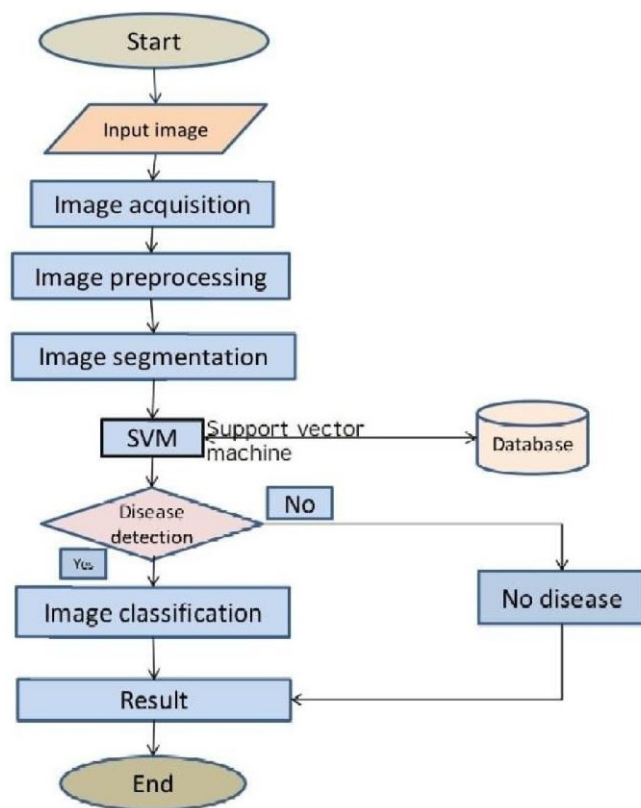 Start
Input image
Image acquisition
Image preprocessing
Image segmentation
SVM
Support vector
machine
Database
Disease
detection
No
Yes
Image classification
No disease
Result
End